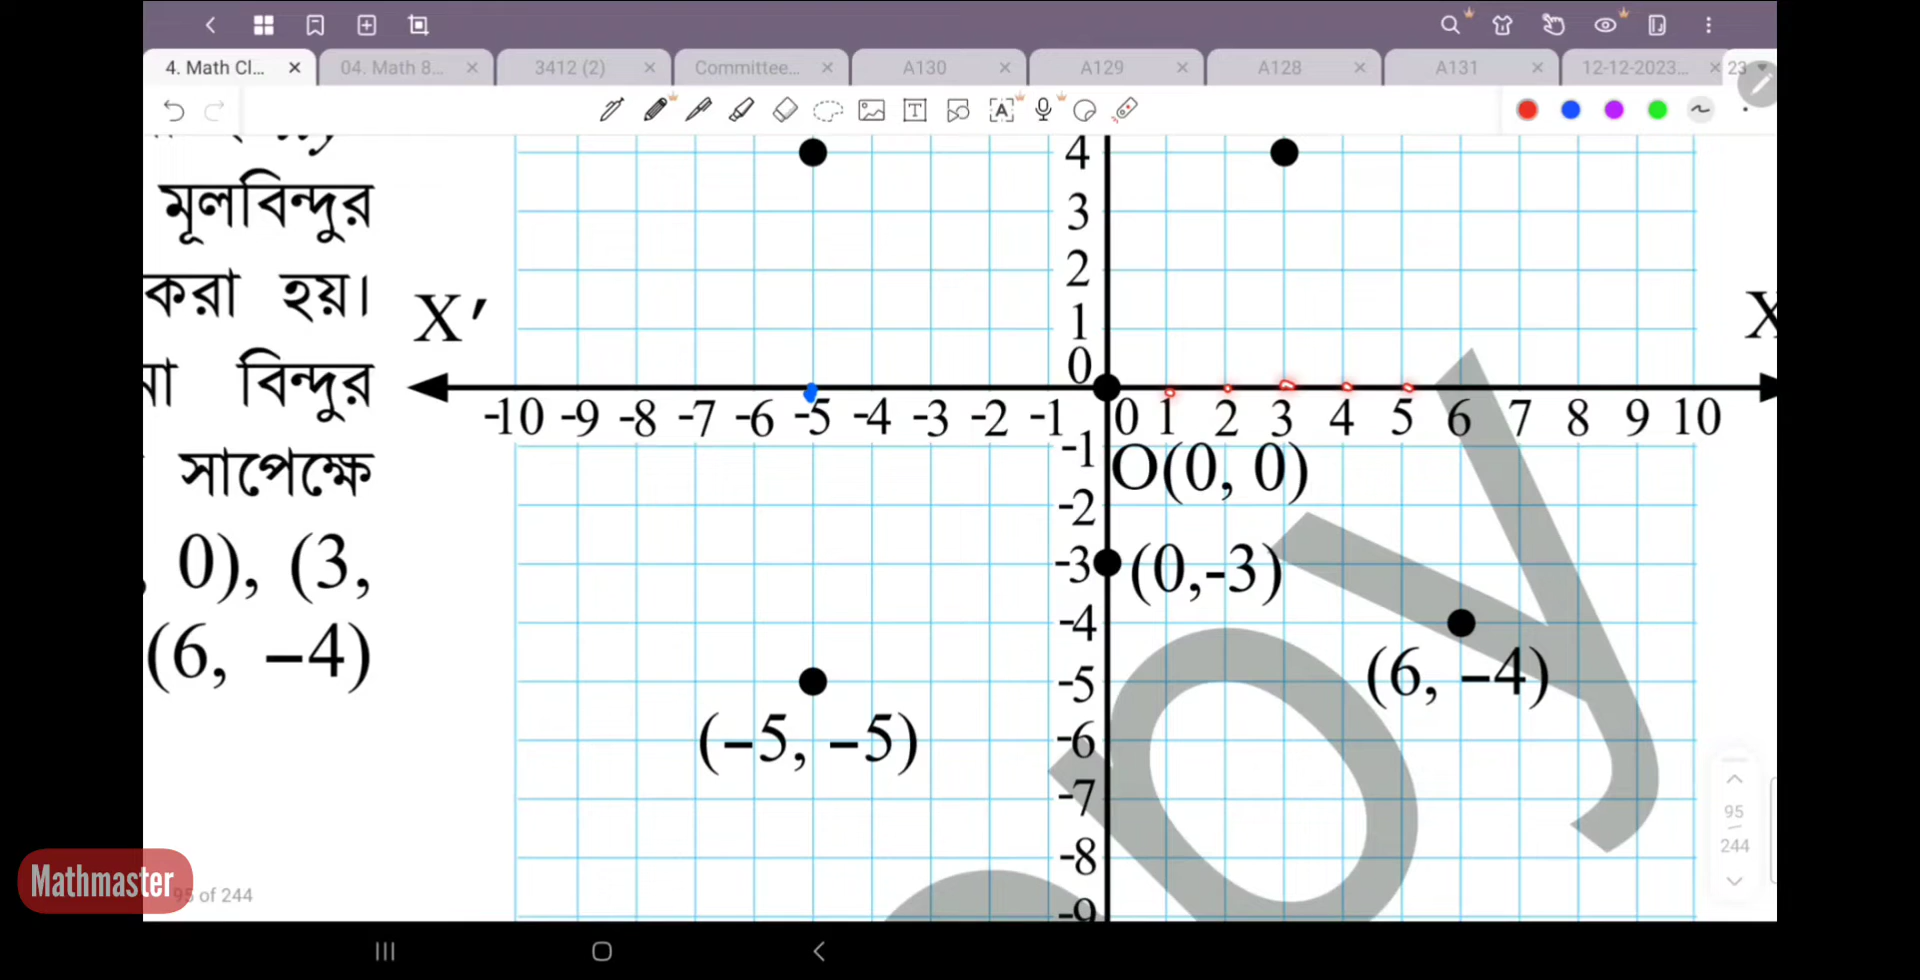 4. Math Cl...
04. Math 8...
3412 (2)
Committee...
A130
A129
A128
A131
12-12-2023...
23
মূলবিন্দুর
করা হয়।
বিন্দুর
সাপেক্ষে
0), (3,
(6, −4)
X′
X
4
3
2
1
0
-10 -9 -8 -7 -6 -5 -4 -3 -2 -1 0 1 2 3 4 5 6 7 8 9 10
-1
O(0, 0)
-2
-3 (0,-3)
-4
(6, −4)
-5
(−5, −5)
-6
-7
-8
-9
95
244
Mathmaster
95 of 244